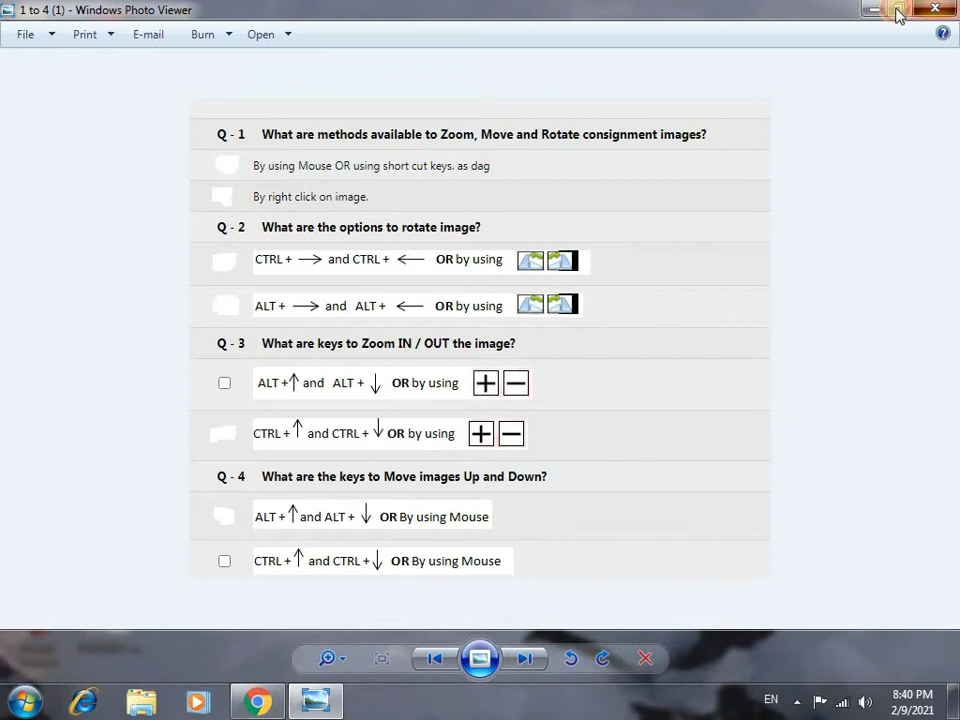 1 to 4 (1) - Windows Photo Viewer
File Print E-mail Burn Open
Q - 1 What are methods available to Zoom, Move and Rotate consignment images?
By using Mouse OR using short cut keys. as dag
By right click on image.
Q - 2 What are the options to rotate image?
CTRL + → and CTRL + ← OR by using
ALT + → and ALT + ← OR by using
Q - 3 What are keys to Zoom IN / OUT the image?
ALT +↑ and ALT + ↓ OR by using + −
CTRL + ↑ and CTRL + ↓ OR by using + −
Q - 4 What are the keys to Move images Up and Down?
ALT + ↑ and ALT + ↓ OR By using Mouse
CTRL + ↑ and CTRL + ↓ OR By using Mouse
EN
8:40 PM
2/9/2021